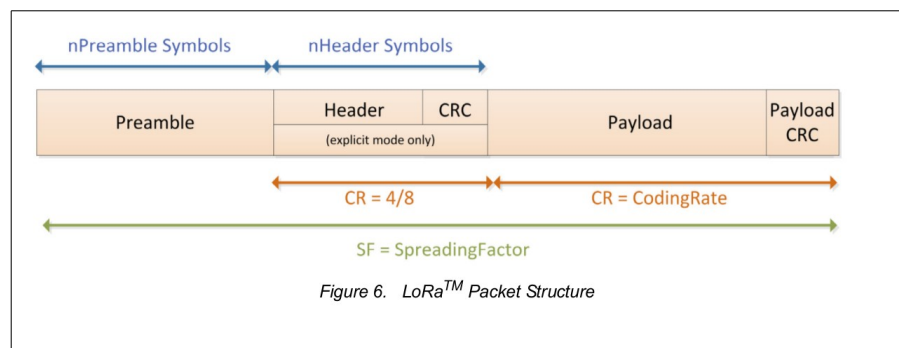 nPreamble Symbols
nHeader Symbols
Preamble
Header
CRC
(explicit mode only)
Payload
Payload
CRC
CR = 4/8
CR = CodingRate
SF = SpreadingFactor
Figure 6. LoRa™ Packet Structure